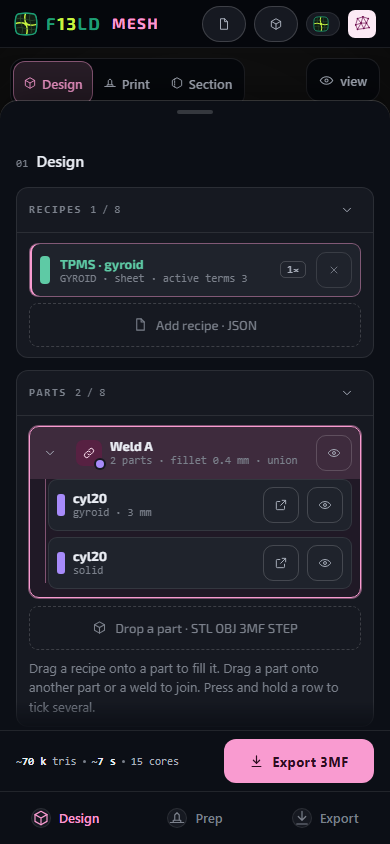 F13LD MESH
Design Print Section view
01 Design
RECIPES 1 / 8
TPMS · gyroid
GYROID · sheet · active terms 3
1×
Add recipe · JSON
PARTS 2 / 8
Weld A
2 parts · fillet 0.4 mm · union
cyl20
gyroid · 3 mm
cyl20
solid
Drop a part · STL OBJ 3MF STEP
Drag a recipe onto a part to fill it. Drag a part onto
another part or a weld to join. Press and hold a row to
tick several.
~70 k tris • ~7 s • 15 cores
Export 3MF
Design Prep Export